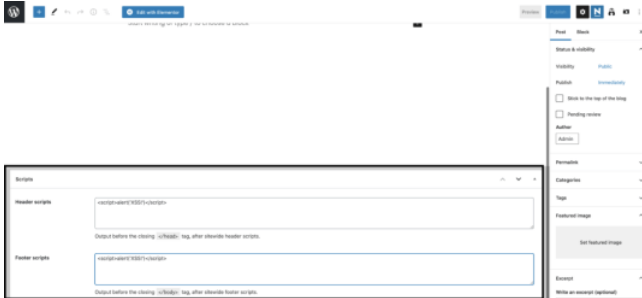 Edit with Elementor
Preview
Publish
Start writing or type / to choose a block
Post Block
Status & visibility
Visibility Public
Publish Immediately
Stick to the top of the blog
Pending review
Author
Admin
Permalink
Categories
Tags
Featured image
Set featured image
Excerpt
Write an excerpt (optional)
Scripts
Header scripts
<script>alert('XSS')</script>
Output before the closing </head> tag, after sitewide header scripts.
Footer scripts
<script>alert('XSS')</script>
Output before the closing </body> tag, after sitewide footer scripts.